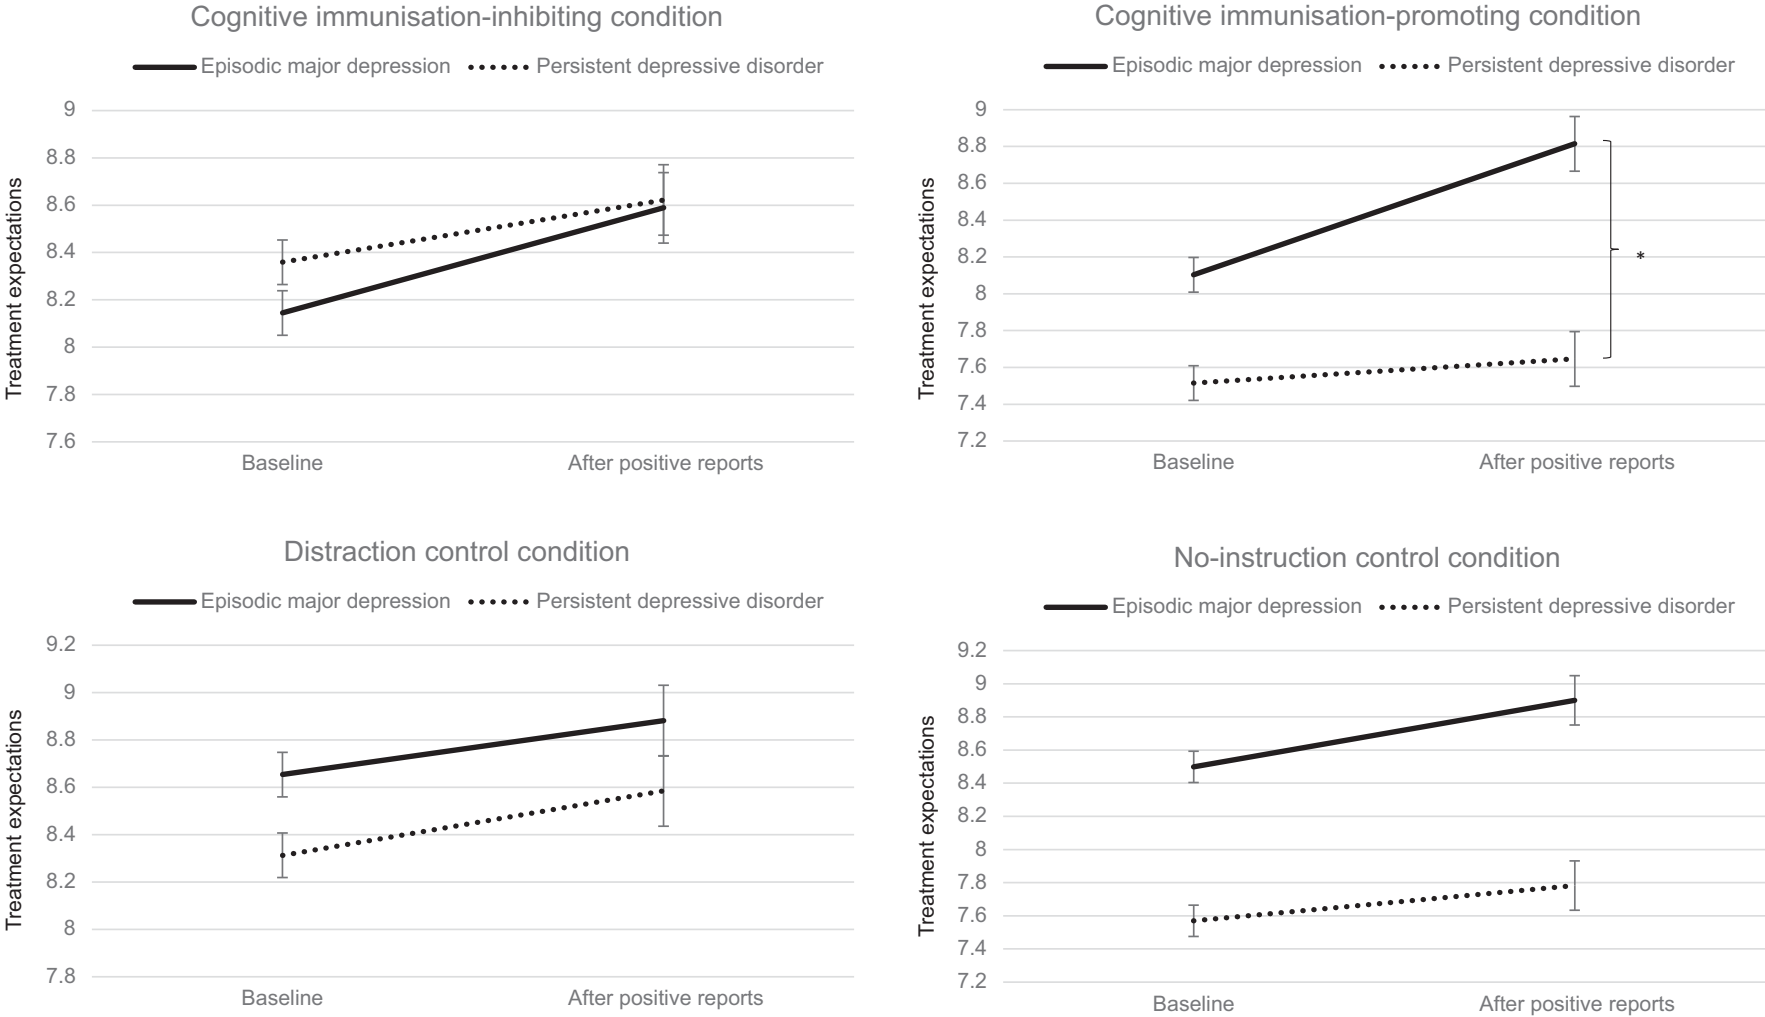 Cognitive immunisation-inhibiting condition
Episodic major depression Persistent depressive disorder
Treatment expectations
9
8.8
8.6
8.4
8.2
8
7.8
7.6
Baseline After positive reports
Cognitive immunisation-promoting condition
Episodic major depression Persistent depressive disorder
Treatment expectations
9
8.8
8.6
8.4
8.2
8
7.8
7.6
7.4
7.2
*
Baseline After positive reports
Distraction control condition
Episodic major depression Persistent depressive disorder
Treatment expectations
9.2
9
8.8
8.6
8.4
8.2
8
7.8
Baseline After positive reports
No-instruction control condition
Episodic major depression Persistent depressive disorder
Treatment expectations
9.2
9
8.8
8.6
8.4
8.2
8
7.8
7.6
7.4
7.2
Baseline After positive reports